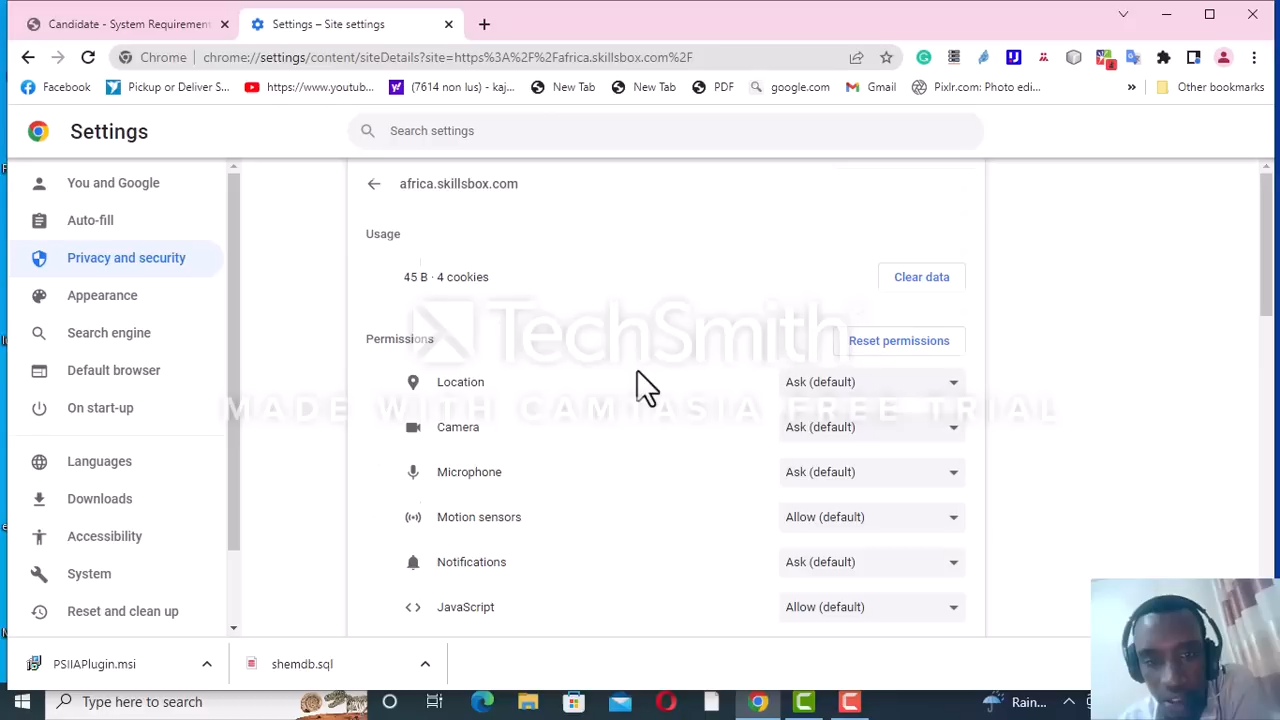 Candidate - System Requirement
Settings – Site settings
Chrome
chrome://settings/content/siteDetails?site=https%3A%2F%2Fafrica.skillsbox.com%2F
4
Facebook
Pickup or Deliver S...
https://www.youtub...
(7614 non lus) - kaj...
New Tab
New Tab
PDF
google.com
Gmail
Pixlr.com: Photo edi...
»
Other bookmarks
Settings
Search settings
You and Google
Auto-fill
Privacy and security
Appearance
Search engine
Default browser
On start-up
Languages
Downloads
Accessibility
System
Reset and clean up
africa.skillsbox.com
Usage
45 B · 4 cookies
Clear data
Permissions
Reset permissions
Location
Ask (default)
Camera
Ask (default)
Microphone
Ask (default)
Motion sensors
Allow (default)
Notifications
Ask (default)
JavaScript
Allow (default)
TechSmith
MADE WITH CAMTASIA FREE TRIAL
PSIIAPlugin.msi
shemdb.sql
Type here to search
Rain...